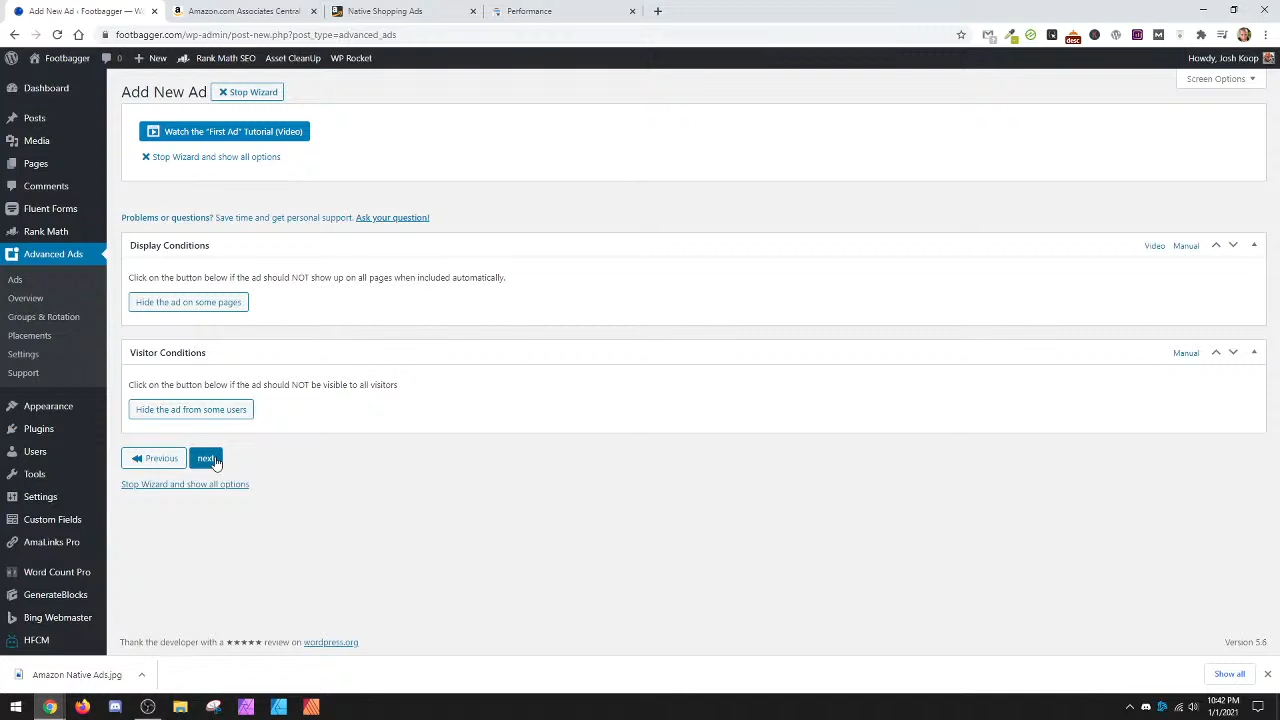 New Ad ‹ Footbagger — Wo
Amazon.com Associates Central
Native Shopping Ads
Performance
footbagger.com/wp-admin/post-new.php?post_type=advanced_ads
Footbagger
0
New
Rank Math SEO
Asset CleanUp
WP Rocket
Howdy, Josh Koop
Dashboard
Posts
Media
Pages
Comments
Fluent Forms
Rank Math
Advanced Ads
Ads
Overview
Groups & Rotation
Placements
Settings
Support
Appearance
Plugins
Users
Tools
Settings
Custom Fields
AmaLinks Pro
Word Count Pro
GenerateBlocks
Bing Webmaster
HFCM
Add New Ad
Stop Wizard
Screen Options
Watch the "First Ad" Tutorial (Video)
Stop Wizard and show all options
Problems or questions? Save time and get personal support. Ask your question!
Display Conditions
Video
Manual
Click on the button below if the ad should NOT show up on all pages when included automatically.
Hide the ad on some pages
Visitor Conditions
Manual
Click on the button below if the ad should NOT be visible to all visitors
Hide the ad from some users
Previous
next
Stop Wizard and show all options
Thank the developer with a ★★★★★ review on wordpress.org
Version 5.6
Amazon Native Ads.jpg
Show all
10:42 PM
1/1/2021